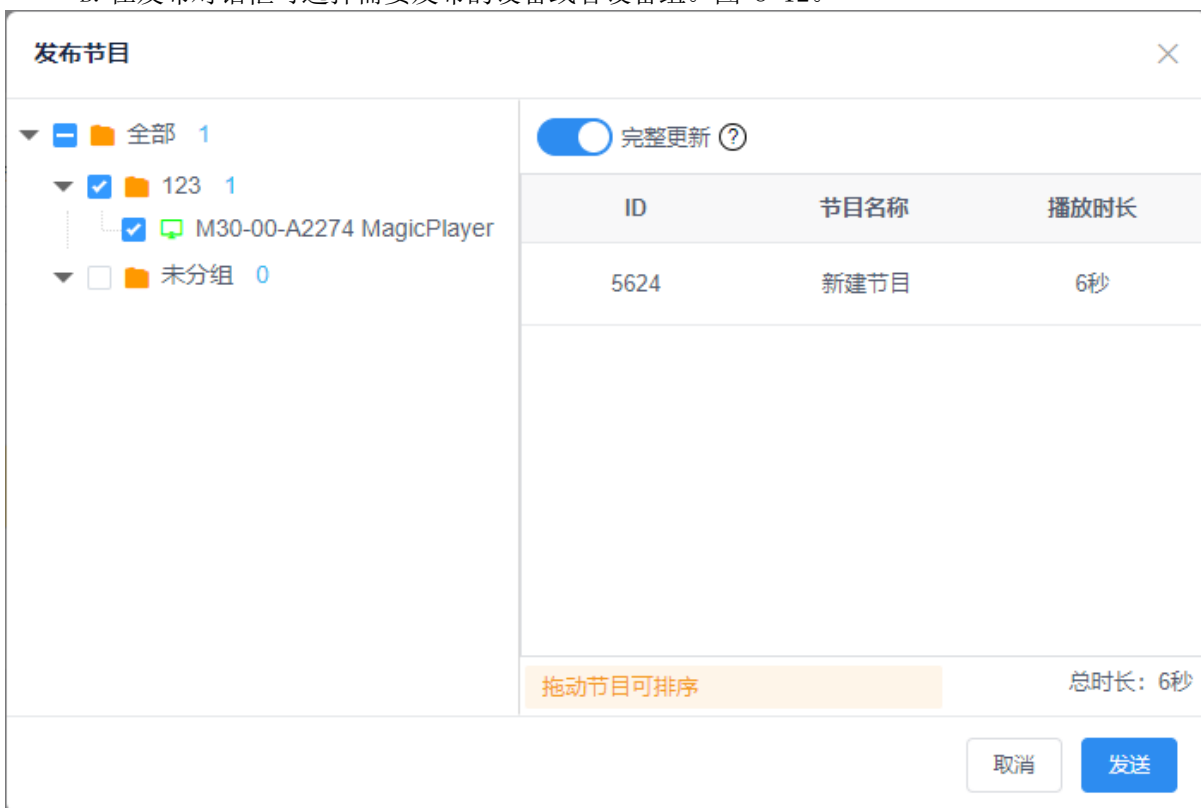 发布节目
全部 1
123 1
M30-00-A2274 MagicPlayer
未分组 0
完整更新
ID 节目名称 播放时长
5624 新建节目 6秒
拖动节目可排序
总时长：6秒
取消 发送